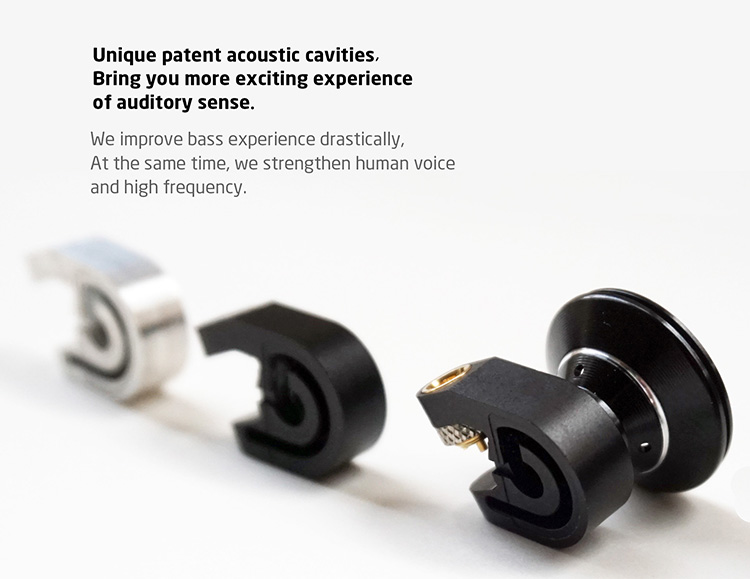 Unique patent acoustic cavities,
Bring you more exciting experience
of auditory sense.
We improve bass experience drastically,
At the same time, we strengthen human voice
and high frequency.